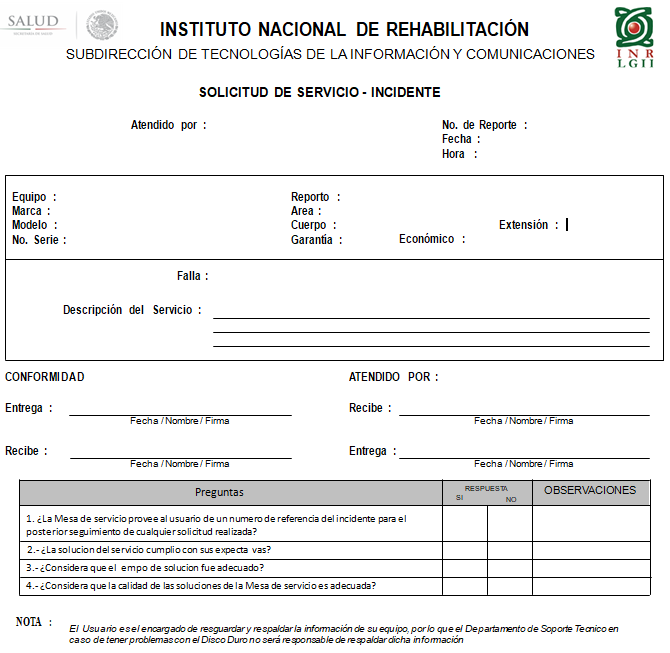 SALUD
SECRETARÍA DE SALUD
INSTITUTO NACIONAL DE REHABILITACIÓN
SUBDIRECCIÓN DE TECNOLOGÍAS DE LA INFORMACIÓN Y COMUNICACIONES
I N R
LGII
SOLICITUD DE SERVICIO - INCIDENTE
Atendido por :
No. de Reporte :
Fecha :
Hora :
Equipo : Reporto :
Marca : Area :
Modelo : Cuerpo : Extensión :
No. Serie : Garantía : Económico :
Falla :
Descripción del Servicio :
CONFORMIDAD ATENDIDO POR :
Entrega : Recibe :
Fecha / Nombre / Firma Fecha / Nombre / Firma
Recibe : Entrega :
Fecha / Nombre / Firma Fecha / Nombre / Firma
Preguntas RESPUESTA OBSERVACIONES
SI NO
1. ¿La Mesa de servicio provee al usuario de un numero de referencia del incidente para el
posterior seguimiento de cualquier solicitud realizada?
2.- ¿La solucion del servicio cumplio con sus expecta vas?
3.- ¿Considera que el empo de solucion fue adecuado?
4.- ¿Considera que la calidad de las soluciones de la Mesa de servicio es adecuada?
NOTA :
El Usuario es el encargado de resguardar y respaldar la información de su equipo, por lo que el Departamento de Soporte Tecnico en
caso de tener problemas con el Disco Duro no será responsable de respaldar dicha información